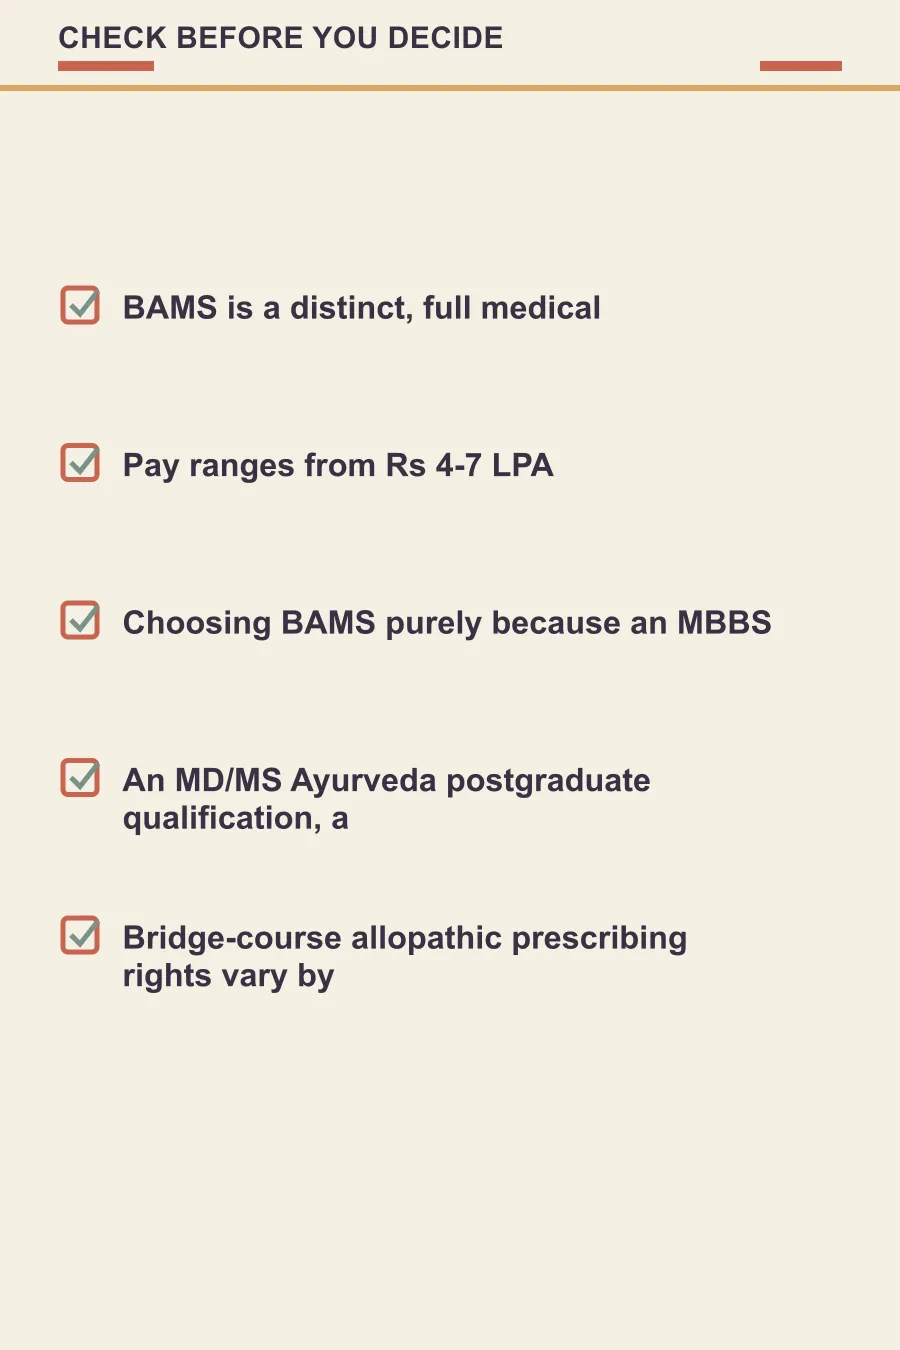 CHECK BEFORE YOU DECIDE
BAMS is a distinct, full medical
Pay ranges from Rs 4-7 LPA
Choosing BAMS purely because an MBBS
An MD/MS Ayurveda postgraduate
qualification, a
Bridge-course allopathic prescribing
rights vary by